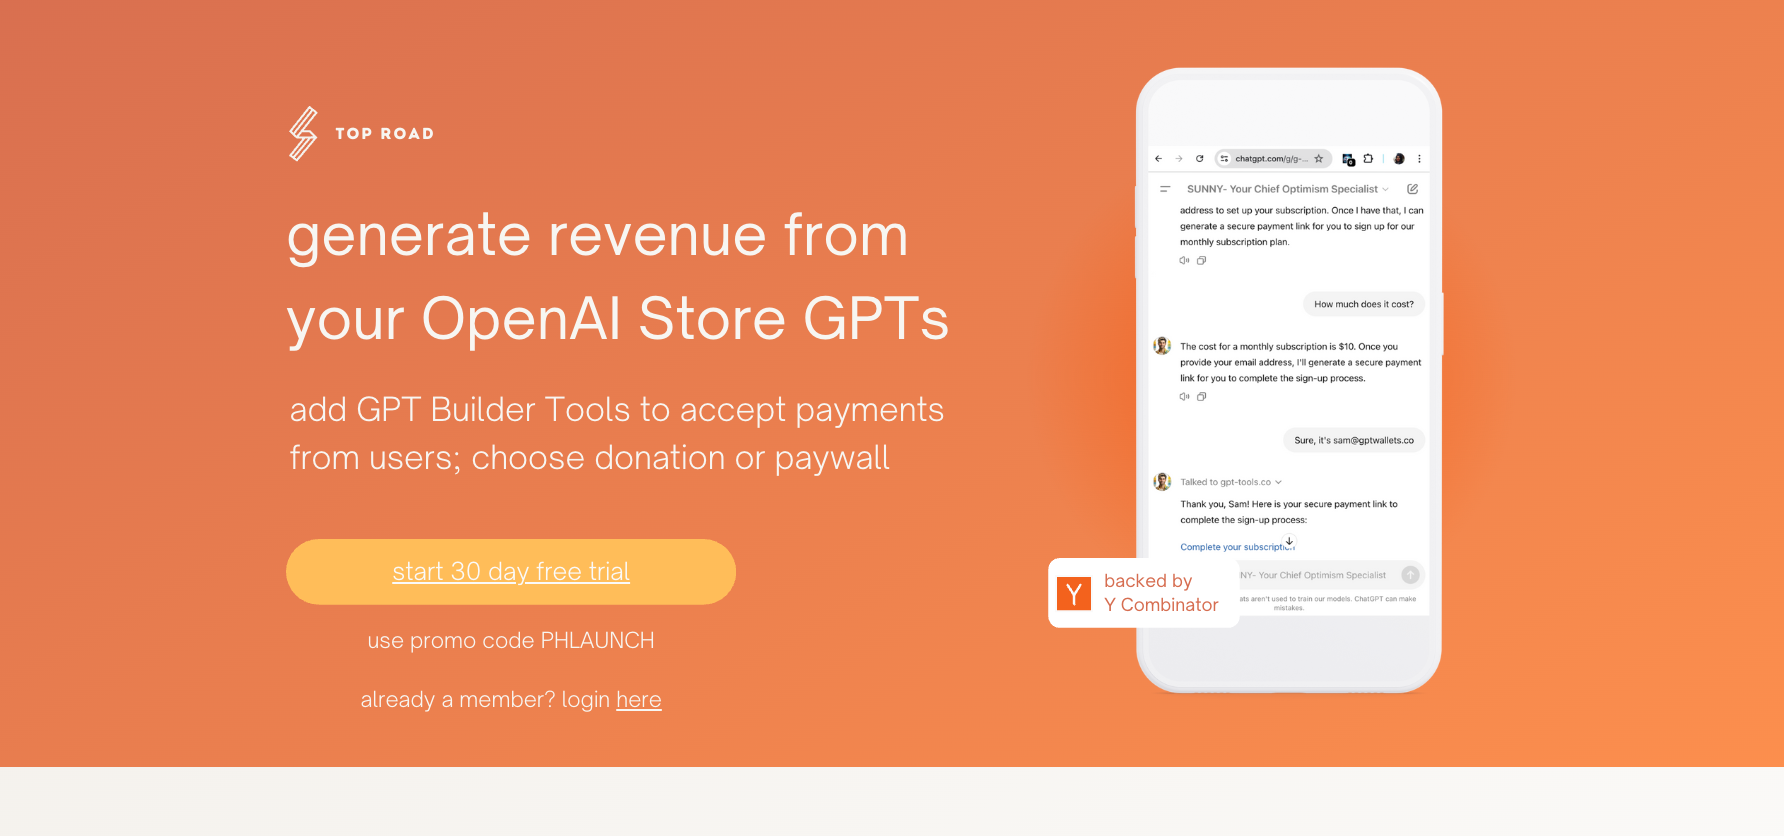 TOP ROAD
generate revenue from
your OpenAI Store GPTs
add GPT Builder Tools to accept payments
from users; choose donation or paywall
start 30 day free trial
use promo code PHLAUNCH
already a member? login here
chatgpt.com/g/g-...
SUNNY- Your Chief Optimism Specialist
address to set up your subscription. Once I have that, I can
generate a secure payment link for you to sign up for our
monthly subscription plan.
How much does it cost?
The cost for a monthly subscription is $10. Once you
provide your email address, I'll generate a secure payment
link for you to complete the sign-up process.
Sure, it's sam@gptwallets.co
Talked to gpt-tools.co
Thank you, Sam! Here is your secure payment link to
complete the sign-up process:
Complete your subscription
NY- Your Chief Optimism Specialist
ats aren't used to train our models. ChatGPT can make
mistakes.
Y
backed by
Y Combinator